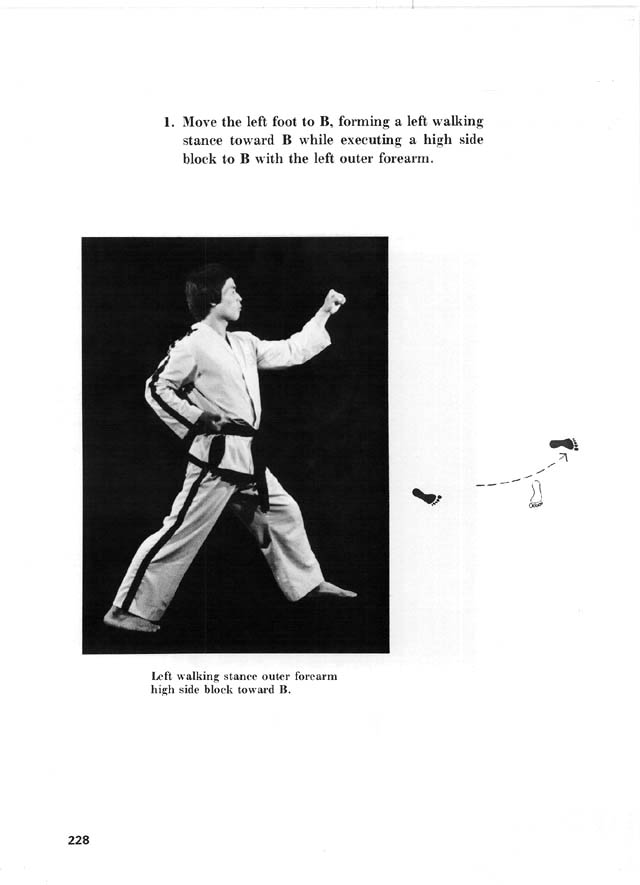 1. Move the left foot to B, forming a left walking
stance toward B while executing a high side
block to B with the left outer forearm.
Left walking stance outer forearm
high side block toward B.
228